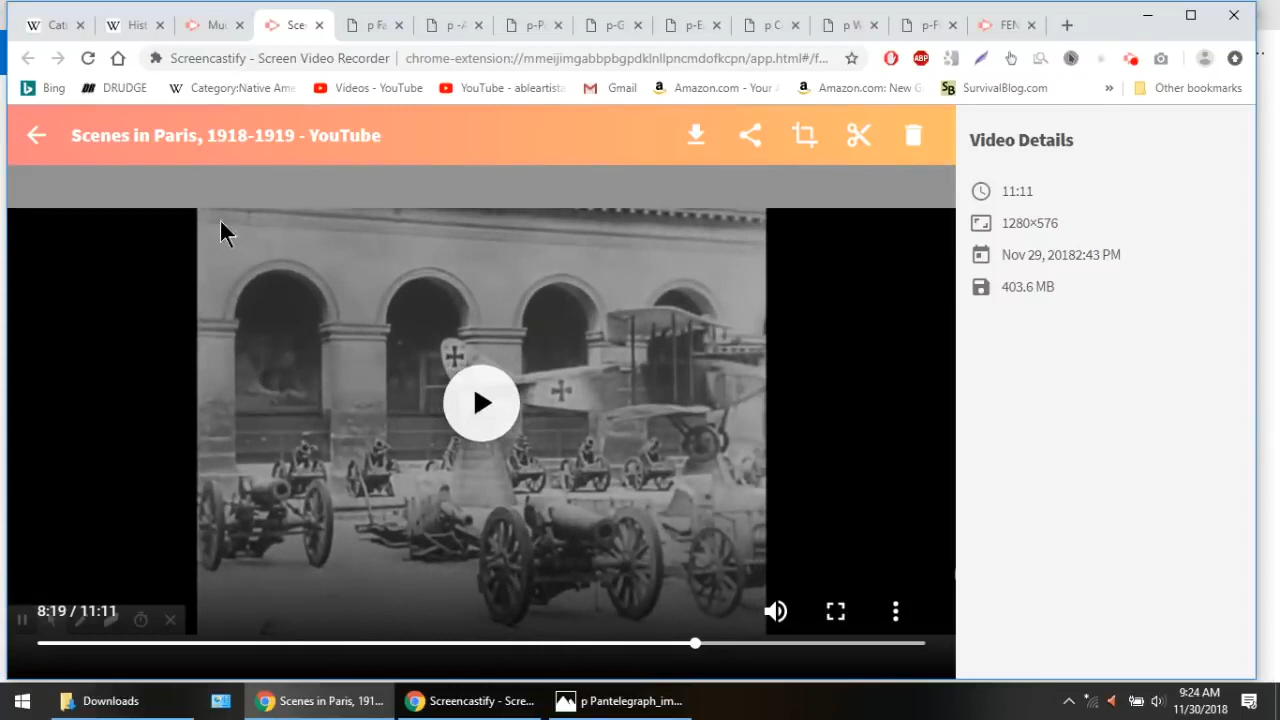 Cat
Hist
Mu
Sce
p Fa
p -A
p-P
p-G
p-E
p C
p W
p-F
FEN
Screencastify - Screen Video Recorder
chrome-extension://mmeijimgabbpbgpdklnllpncmdofkcpn/app.html#/f...
ABP
Bing
DRUDGE
Category:Native Ame
Videos - YouTube
YouTube - ableartista
Gmail
Amazon.com - Your
Amazon.com: New G
SurvivalBlog.com
»
Other bookmarks
Scenes in Paris, 1918-1919 - YouTube
Video Details
11:11
1280×576
Nov 29, 20182:43 PM
403.6 MB
8:19 / 11:11
Downloads
Scenes in Paris, 191...
Screencastify - Scre...
p Pantelegraph_im...
9:24 AM
11/30/2018